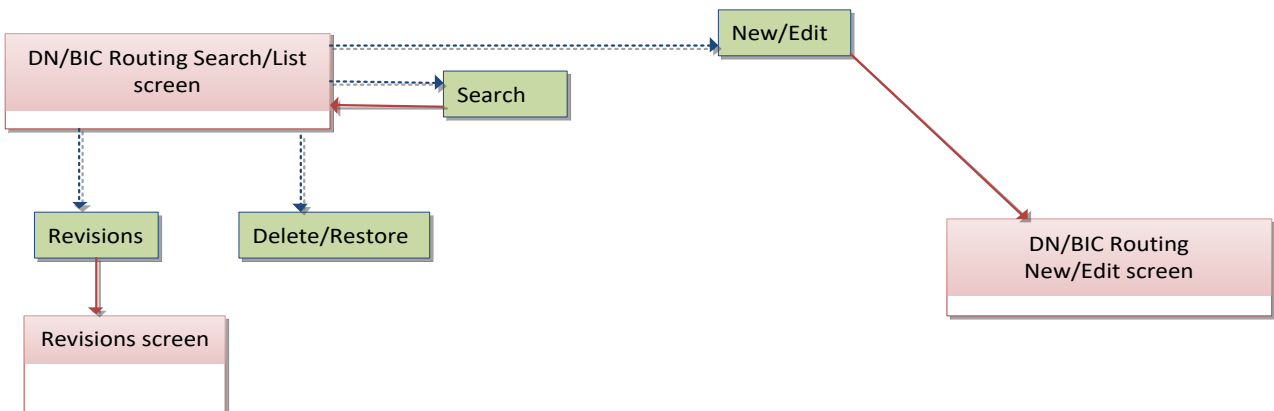 New/Edit
DN/BIC Routing Search/List
screen
Search
Revisions
Delete/Restore
DN/BIC Routing
New/Edit screen
Revisions screen